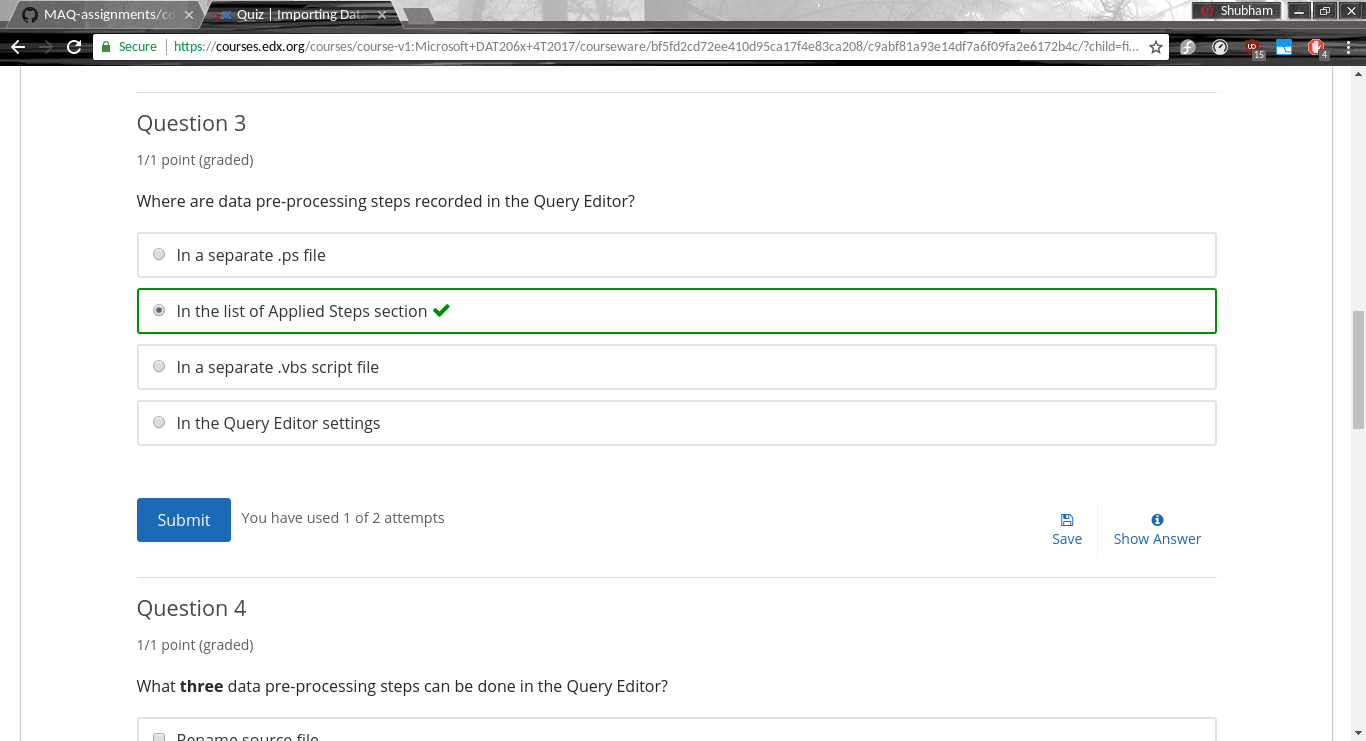 MAQ-assignments/co
Quiz | Importing Data
Shubham
Secure
https://courses.edx.org/courses/course-v1:Microsoft+DAT206x+4T2017/courseware/bf5fd2cd72ee410d95ca17f4e83ca208/c9abf81a93e14df7a6f09fa2e6172b4c/?child=fi...
15
4
Question 3
1/1 point (graded)
Where are data pre-processing steps recorded in the Query Editor?
In a separate .ps file
In the list of Applied Steps section
In a separate .vbs script file
In the Query Editor settings
Submit
You have used 1 of 2 attempts
Save
Show Answer
Question 4
1/1 point (graded)
What three data pre-processing steps can be done in the Query Editor?
Rename source file